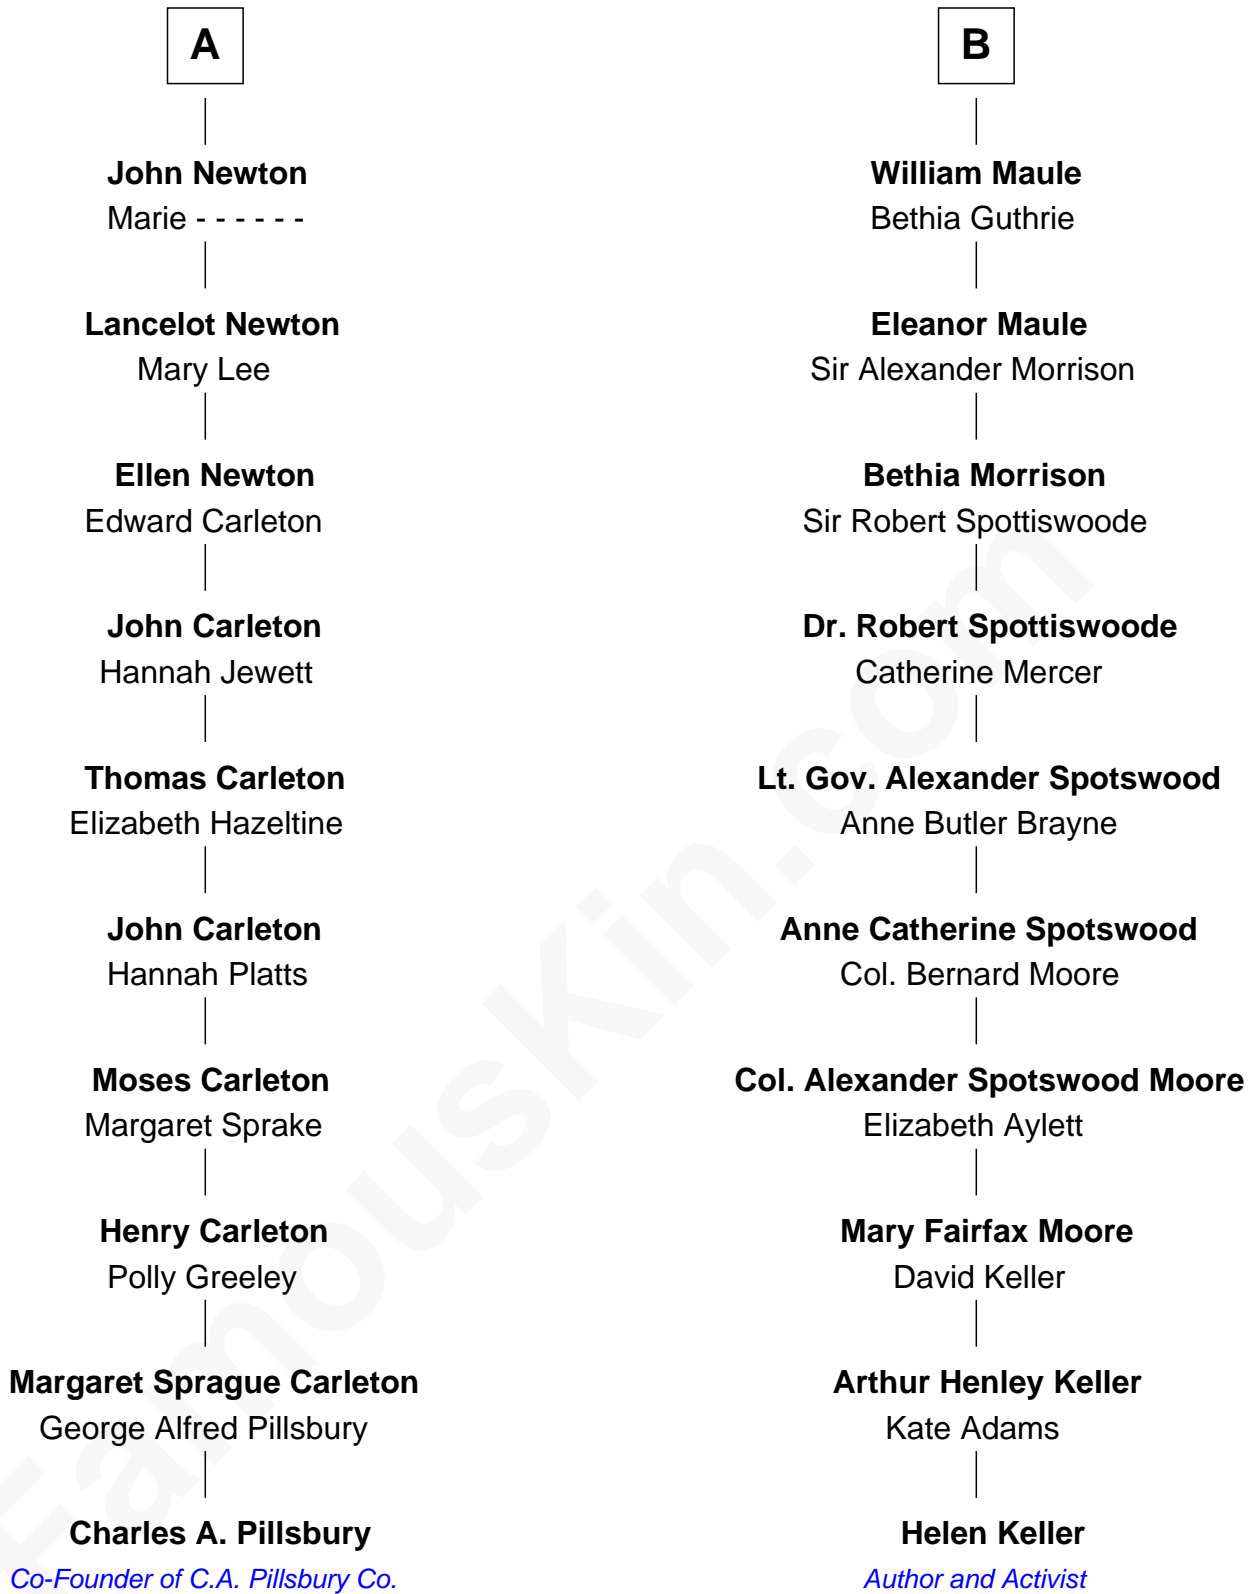 A
John Newton
Marie - - - - - -
Lancelot Newton
Mary Lee
Ellen Newton
Edward Carleton
John Carleton
Hannah Jewett
Thomas Carleton
Elizabeth Hazeltine
John Carleton
Hannah Platts
Moses Carleton
Margaret Sprake
Henry Carleton
Polly Greeley
Margaret Sprague Carleton
George Alfred Pillsbury
Charles A. Pillsbury
Co-Founder of C.A. Pillsbury Co.
B
William Maule
Bethia Guthrie
Eleanor Maule
Sir Alexander Morrison
Bethia Morrison
Sir Robert Spottiswoode
Dr. Robert Spottiswoode
Catherine Mercer
Lt. Gov. Alexander Spotswood
Anne Butler Brayne
Anne Catherine Spotswood
Col. Bernard Moore
Col. Alexander Spotswood Moore
Elizabeth Aylett
Mary Fairfax Moore
David Keller
Arthur Henley Keller
Kate Adams
Helen Keller
Author and Activist
FamousKin.com